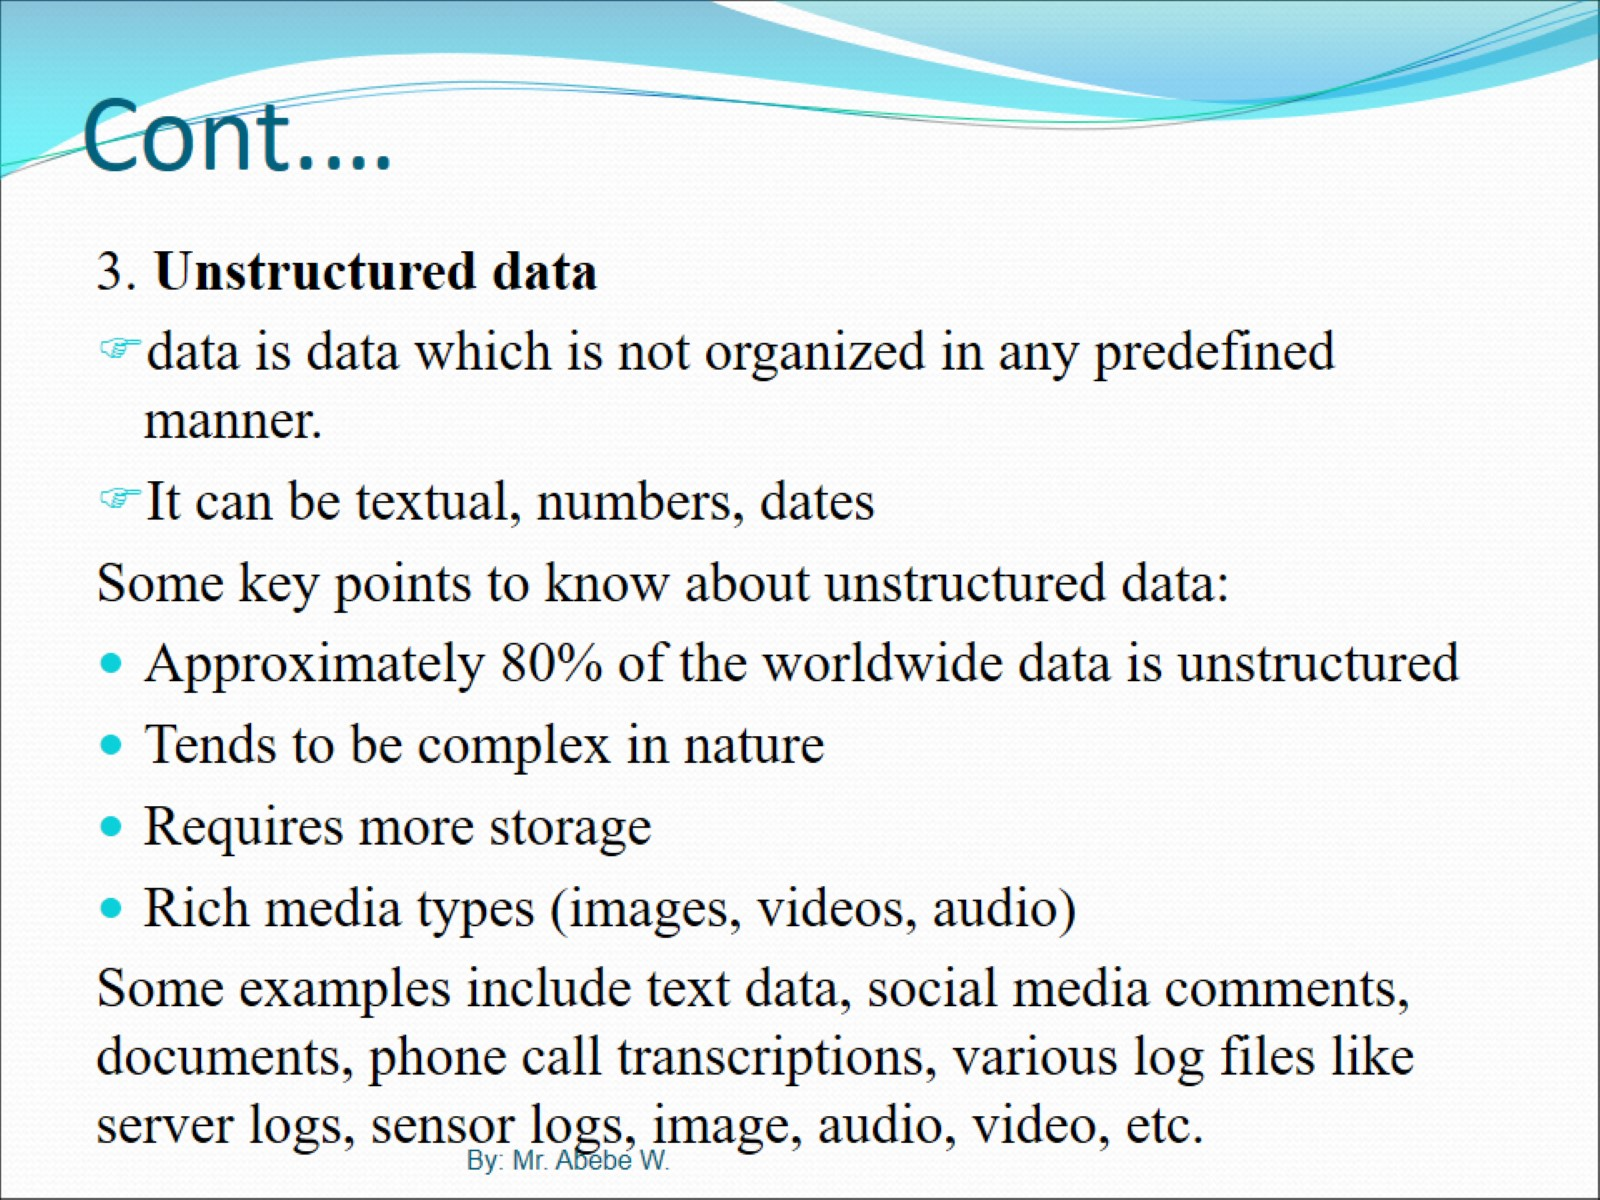 Cont....
3. Unstructured data
☞data is data which is not organized in any predefined
manner.
☞It can be textual, numbers, dates
Some key points to know about unstructured data:
• Approximately 80% of the worldwide data is unstructured
• Tends to be complex in nature
• Requires more storage
• Rich media types (images, videos, audio)
Some examples include text data, social media comments,
documents, phone call transcriptions, various log files like
server logs, sensor logs, image, audio, video, etc.
By: Mr. Abebe W.